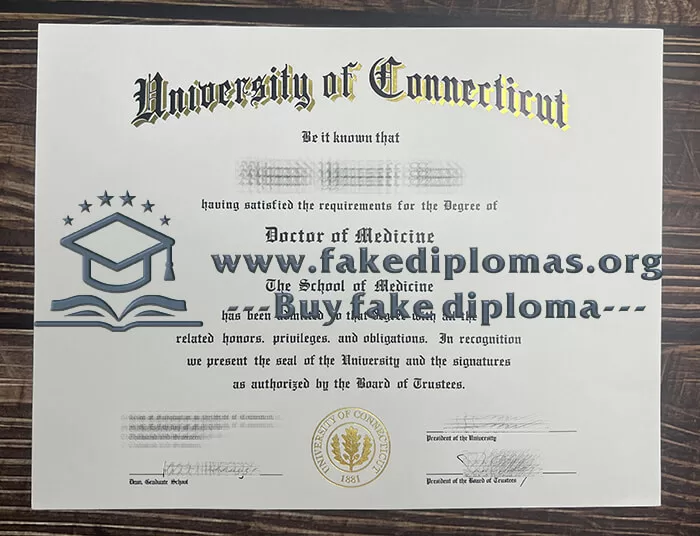 University of Connecticut
Be it known that
having satisfied the requirements for the Degree of
Doctor of Medicine
www.fakediplomas.org
The School of Medicine
---Buy fake diploma---
has been admitted to that degree with all the
related honors, privileges, and obligations. In recognition
we present the seal of the University and the signatures
as authorized by the Board of Trustees.
UNIVERSITY OF CONNECTICUT
1881
President of the University
Dean, Graduate School
President of the Board of Trustees